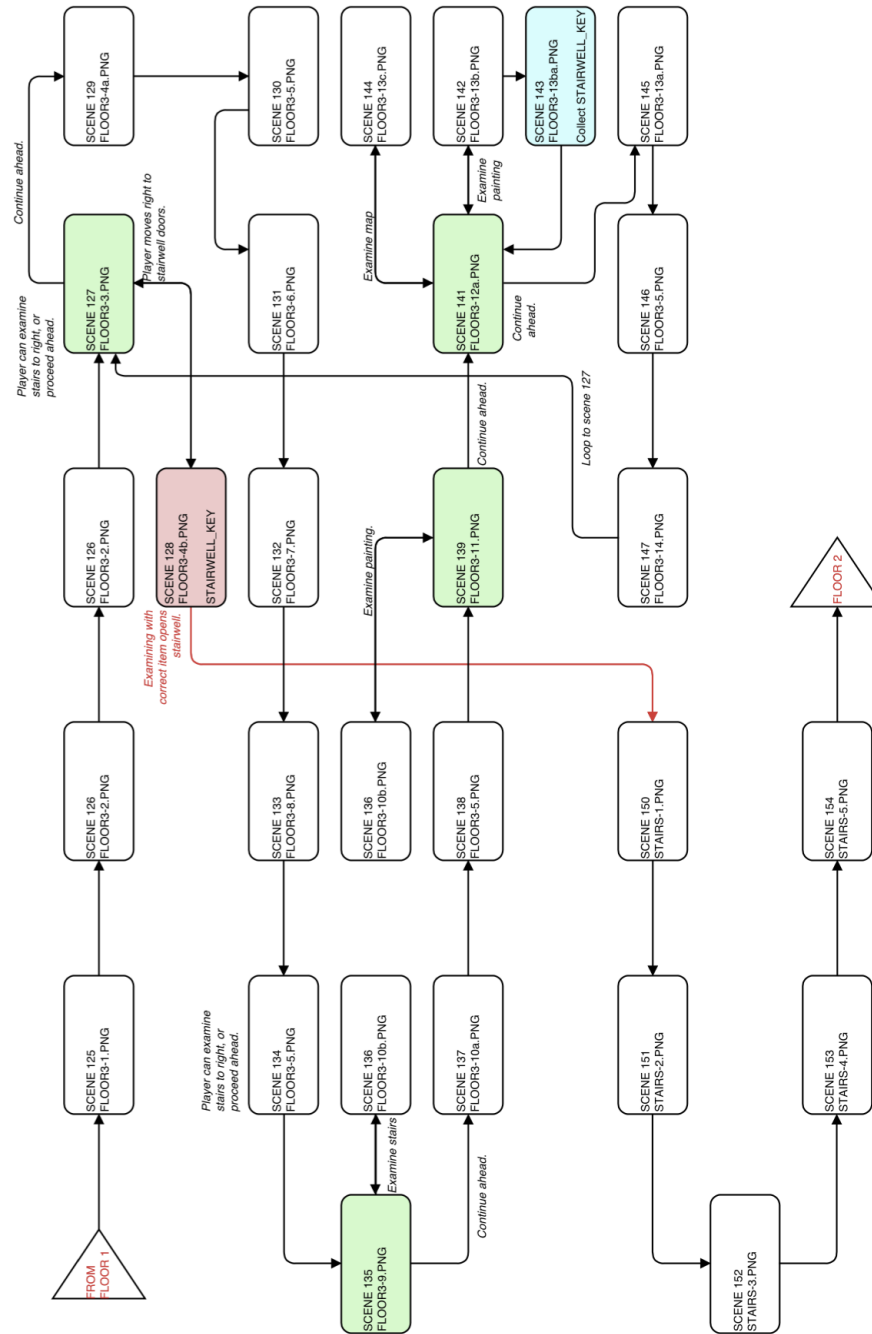 FROM
FLOOR 1
SCENE 125
FLOOR3-1.PNG
SCENE 126
FLOOR3-2.PNG
SCENE 126
FLOOR3-2.PNG
Player can examine
stairs to right, or
proceed ahead.
SCENE 127
FLOOR3-3.PNG
Continue ahead.
SCENE 129
FLOOR3-4a.PNG
Examining with
correct item opens
stairwell.
SCENE 128
FLOOR3-4b.PNG
STAIRWELL_KEY
Player moves right to
stairwell doors.
Player can examine
stairs to right, or
proceed ahead.
SCENE 134
FLOOR3-5.PNG
SCENE 133
FLOOR3-8.PNG
SCENE 132
FLOOR3-7.PNG
SCENE 131
FLOOR3-6.PNG
SCENE 130
FLOOR3-5.PNG
SCENE 135
FLOOR3-9.PNG
Examine stairs
SCENE 136
FLOOR3-10b.PNG
SCENE 136
FLOOR3-10b.PNG
Examine painting.
Examine map
SCENE 144
FLOOR3-13c.PNG
Continue ahead.
SCENE 137
FLOOR3-10a.PNG
SCENE 138
FLOOR3-5.PNG
SCENE 139
FLOOR3-11.PNG
Continue ahead.
SCENE 141
FLOOR3-12a.PNG
Examine
painting
SCENE 142
FLOOR3-13b.PNG
Continue
ahead.
SCENE 143
FLOOR3-13ba.PNG
Collect STAIRWELL_KEY
Loop to scene 127
SCENE 151
STAIRS-2.PNG
SCENE 150
STAIRS-1.PNG
SCENE 147
FLOOR3-14.PNG
SCENE 146
FLOOR3-5.PNG
SCENE 145
FLOOR3-13a.PNG
SCENE 152
STAIRS-3.PNG
SCENE 153
STAIRS-4.PNG
SCENE 154
STAIRS-5.PNG
FLOOR 2